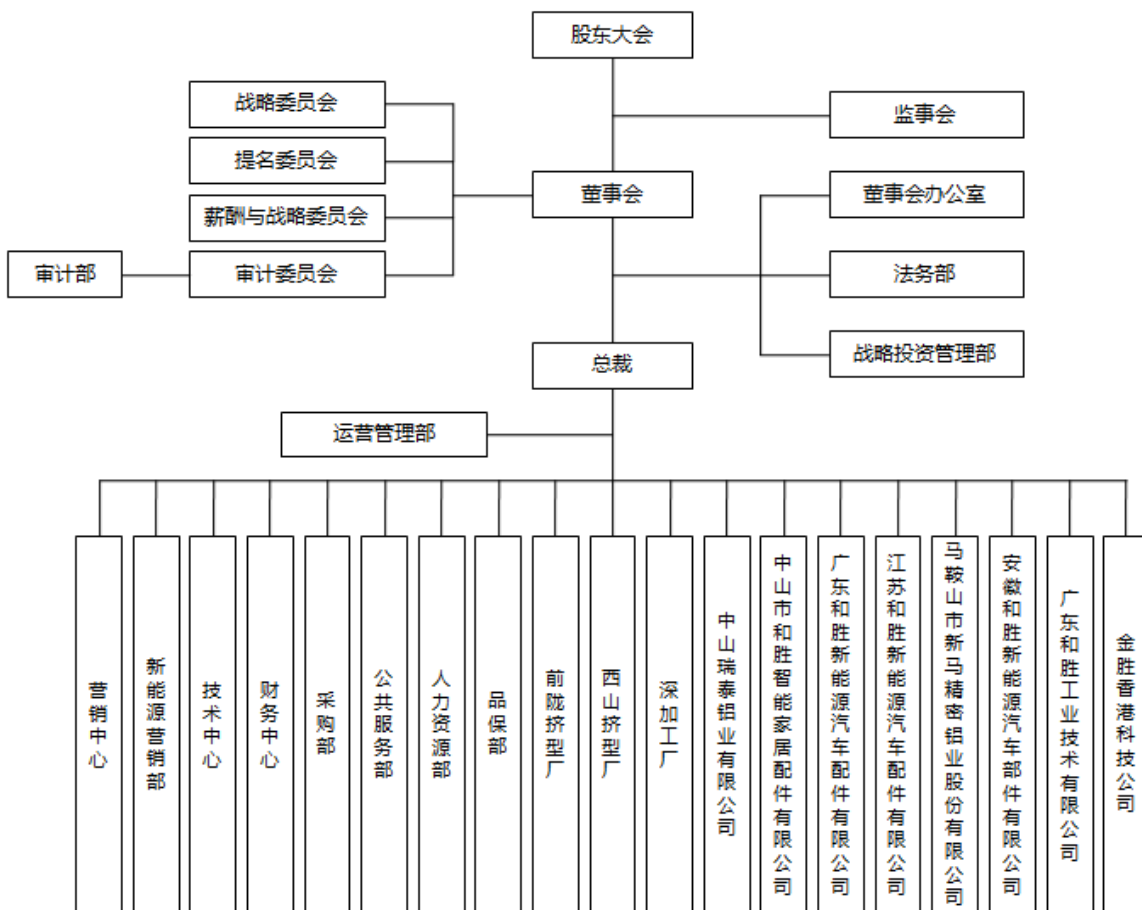 股东大会
战略委员会
监事会
提名委员会
董事会
董事会办公室
薪酬与战略委员会
审计部
审计委员会
法务部
总裁
战略投资管理部
运营管理部
营销中心
新能源营销部
技术中心
财务中心
采购部
公共服务部
人力资源部
品保部
前陇挤型厂
西山挤型厂
深加工厂
中山瑞泰铝业有限公司
中山市和胜智能家居配件有限公司
广东和胜新能源汽车配件有限公司
江苏和胜新能源汽车配件有限公司
马鞍山市新马精密铝业股份有限公司
安徽和胜新能源汽车部件有限公司
广东和胜工业技术有限公司
金胜香港科技公司